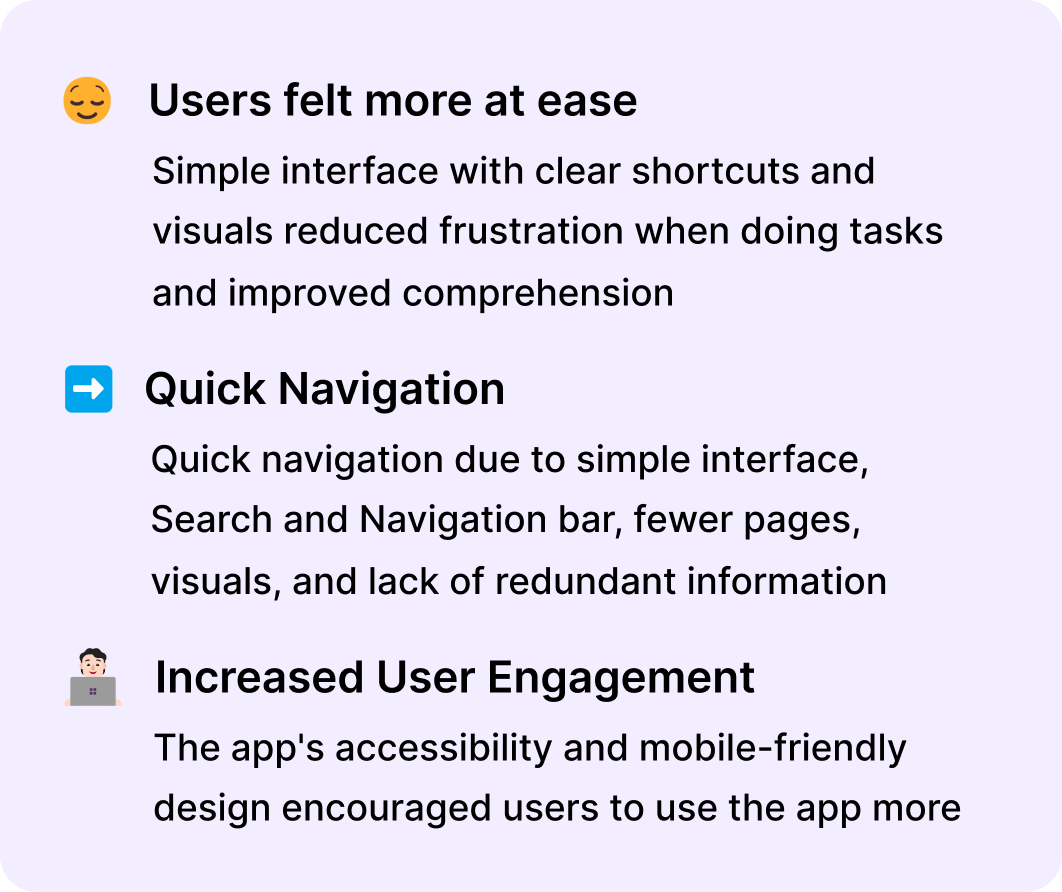 Users felt more at ease
Simple interface with clear shortcuts and
visuals reduced frustration when doing tasks
and improved comprehension
Quick Navigation
Quick navigation due to simple interface,
Search and Navigation bar, fewer pages,
visuals, and lack of redundant information
Increased User Engagement
The app's accessibility and mobile-friendly
design encouraged users to use the app more